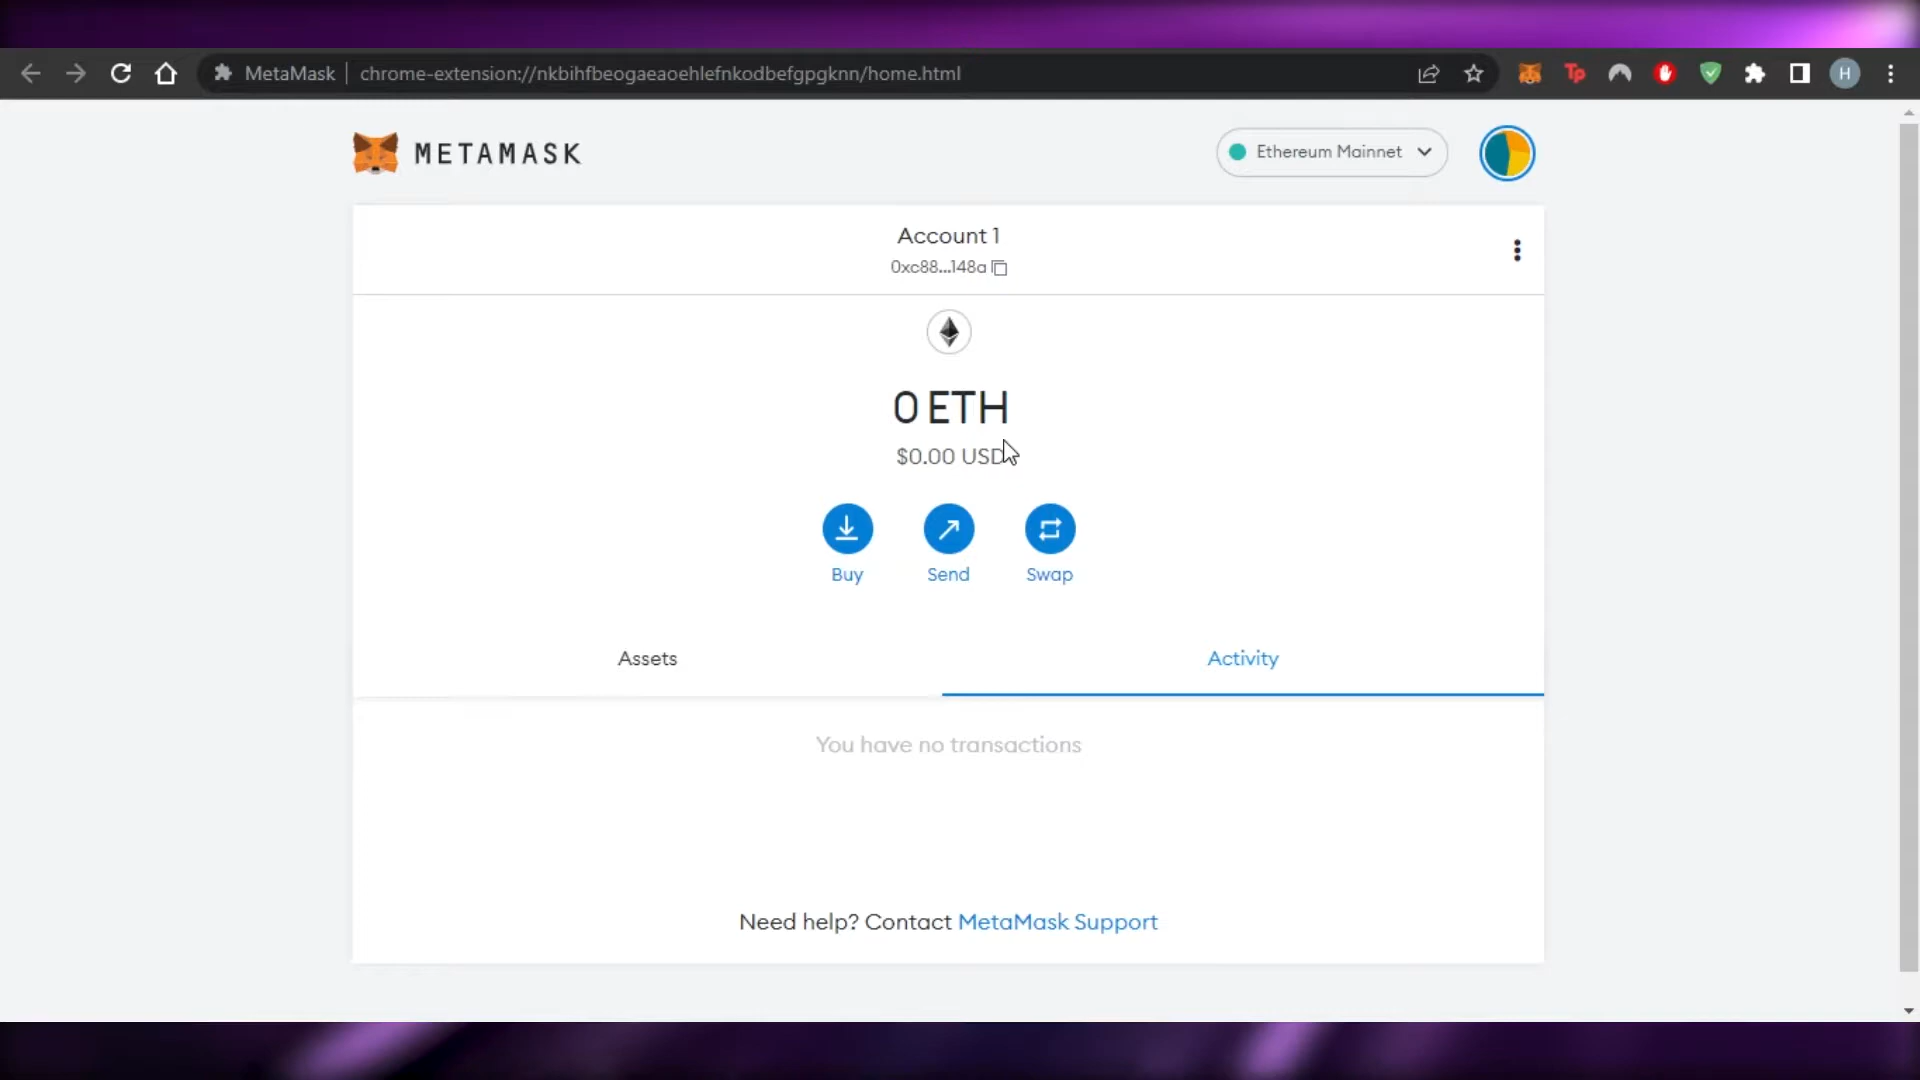 MetaMask chrome-extension://nkbihfbeogaeaoehlefnkodbefgpgknn/home.html
Tp
H
METAMASK
Ethereum Mainnet
Account 1
0xc88...148a
0 ETH
$0.00 USD
Buy Send Swap
Assets Activity
You have no transactions
Need help? Contact MetaMask Support